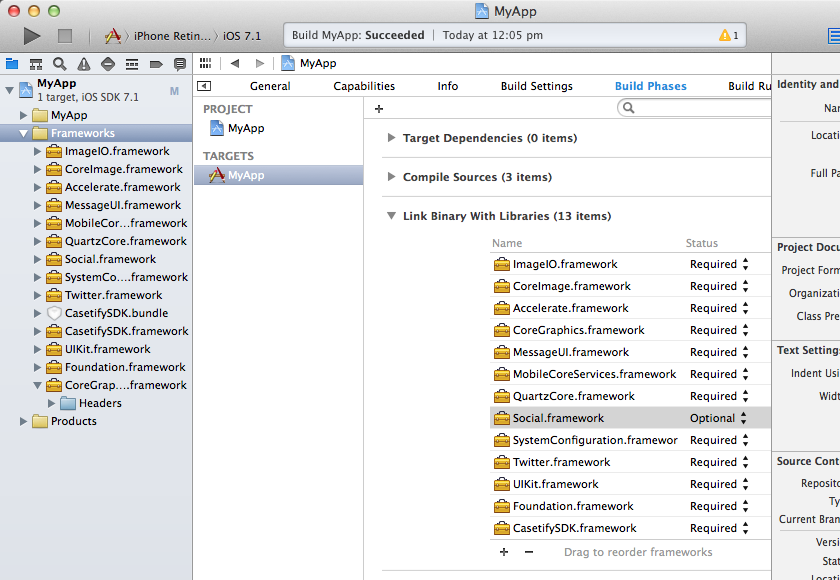 MyApp
iPhone Retin... iOS 7.1
Build MyApp: Succeeded | Today at 12:05 pm
1
MyApp
MyApp
1 target, iOS SDK 7.1
M
MyApp
Frameworks
ImageIO.framework
CoreImage.framework
Accelerate.framework
MessageUI.framework
MobileCor...framework
QuartzCore.framework
Social.framework
SystemCo....framework
Twitter.framework
CasetifySDK.bundle
CasetifySDK.framework
UIKit.framework
Foundation.framework
CoreGrap....framework
Headers
Products
General Capabilities Info Build Settings Build Phases Build Ru
PROJECT
MyApp
TARGETS
MyApp
+
Target Dependencies (0 items)
Compile Sources (3 items)
Link Binary With Libraries (13 items)
Name Status
ImageIO.framework Required
CoreImage.framework Required
Accelerate.framework Required
CoreGraphics.framework Required
MessageUI.framework Required
MobileCoreServices.framework Required
QuartzCore.framework Required
Social.framework Optional
SystemConfiguration.framewor Required
Twitter.framework Required
UIKit.framework Required
Foundation.framework Required
CasetifySDK.framework Required
+ − Drag to reorder frameworks
Identity and
Nar
Locati
Full Pa
Project Docu
Project Form
Organizati
Class Pre
Text Settings
Indent Usi
Widt
Source Cont
Reposito
Ty
Current Bran
Versi
Stat